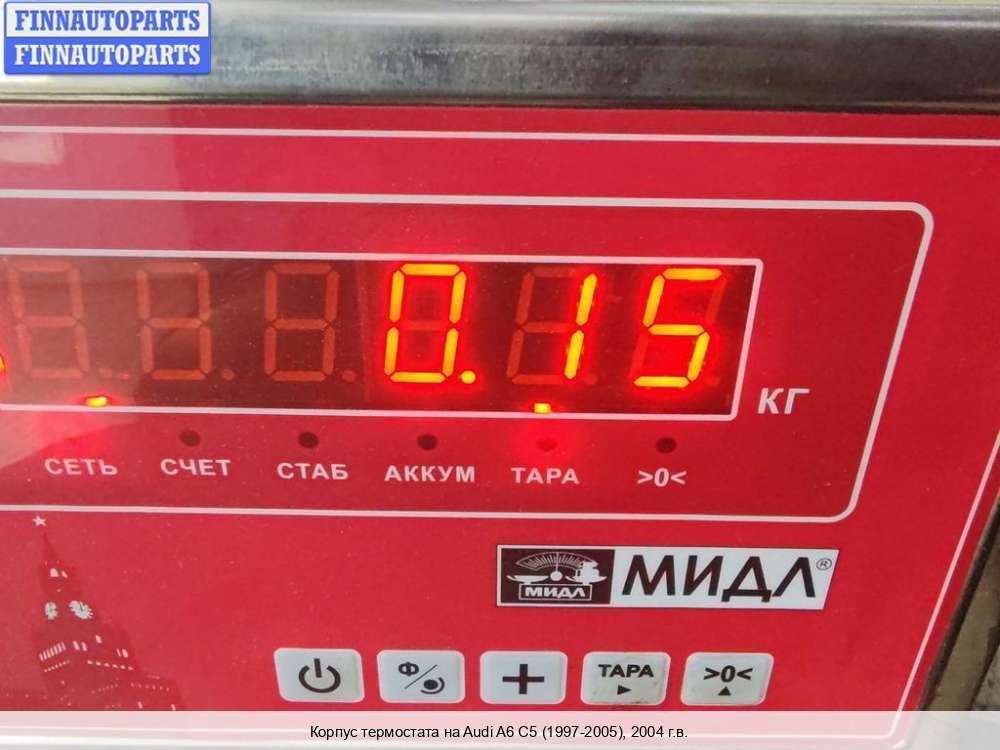 FINNAUTOPARTS
FINNAUTOPARTS
0.15
КГ
СЕТЬ СЧЕТ СТАБ АККУМ ТАРА >0<
МИДЛ МИДЛ®
Ф ТАРА >0<
Корпус термостата на Audi A6 C5 (1997-2005), 2004 г.в.